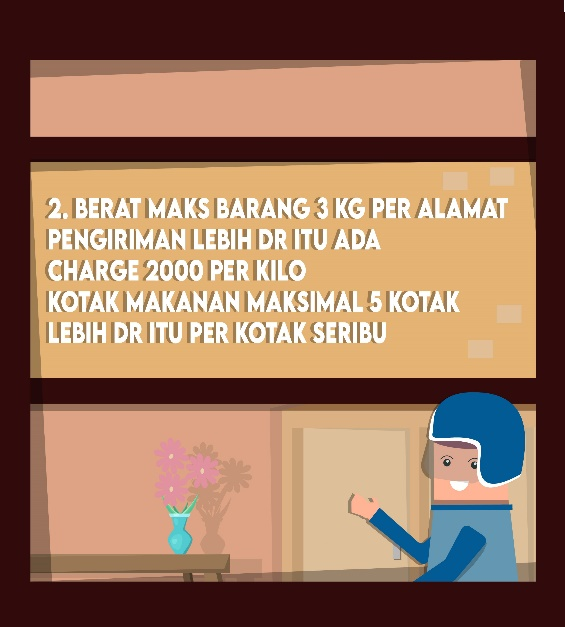 2. BERAT MAKS BARANG 3 KG PER ALAMAT
PENGIRIMAN LEBIH DR ITU ADA
CHARGE 2000 PER KILO
KOTAK MAKANAN MAKSIMAL 5 KOTAK
LEBIH DR ITU PER KOTAK SERIBU